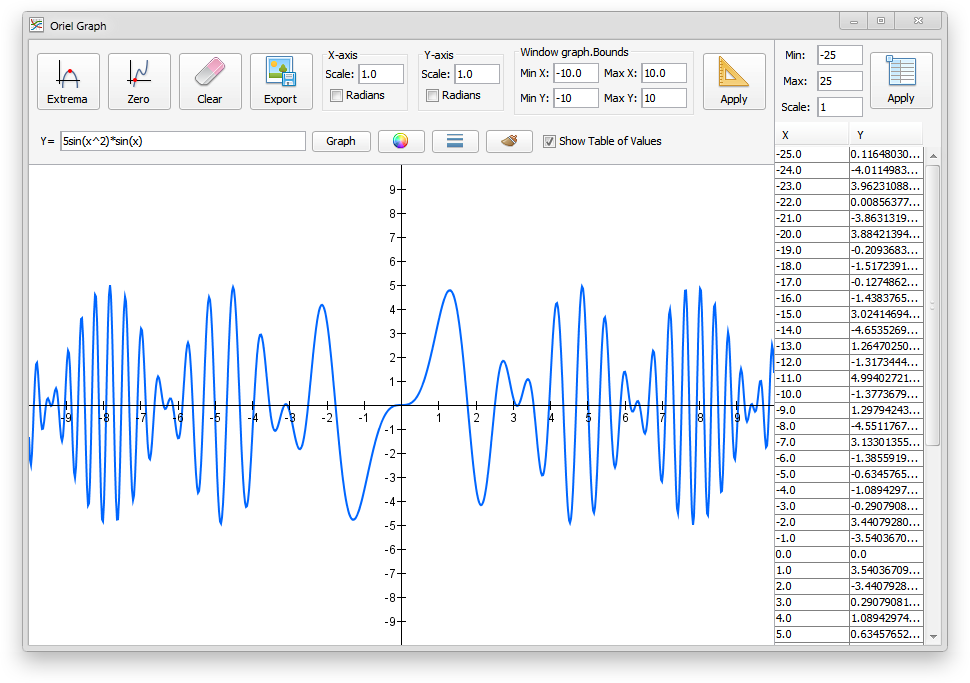 Oriel Graph
Extrema
Zero
Clear
Export
X-axis
Scale: 1.0
Radians
Y-axis
Scale: 1.0
Radians
Window graph.Bounds
Min X: -10.0 Max X: 10.0
Min Y: -10 Max Y: 10
Apply
Min: -25
Max: 25
Scale: 1
Apply
Y= 5sin(x^2)*sin(x)
Graph
Show Table of Values
9
8
7
6
5
4
3
2
1
-9 -8 -7 -6 -5 -4 -3 -2 -1 1 2 3 4 5 6 7 8 9
-1
-2
-3
-4
-5
-6
-7
-8
-9
X Y
-25.0 0.11648030...
-24.0 -4.0114983...
-23.0 3.96231088...
-22.0 0.00856377...
-21.0 -3.8631319...
-20.0 3.88421394...
-19.0 -0.2093683...
-18.0 -1.5172391...
-17.0 -0.1274862...
-16.0 -1.4383765...
-15.0 3.02414694...
-14.0 -4.6535269...
-13.0 1.26470250...
-12.0 -1.3173444...
-11.0 4.99402721...
-10.0 -1.3773679...
-9.0 1.29794243...
-8.0 -4.5511767...
-7.0 3.13301355...
-6.0 -1.3855919...
-5.0 -0.6345765...
-4.0 -1.0894297...
-3.0 -0.2907908...
-2.0 3.44079280...
-1.0 -3.5403670...
0.0 0.0
1.0 3.54036709...
2.0 -3.4407928...
3.0 0.29079081...
4.0 1.08942974...
5.0 0.63457652...